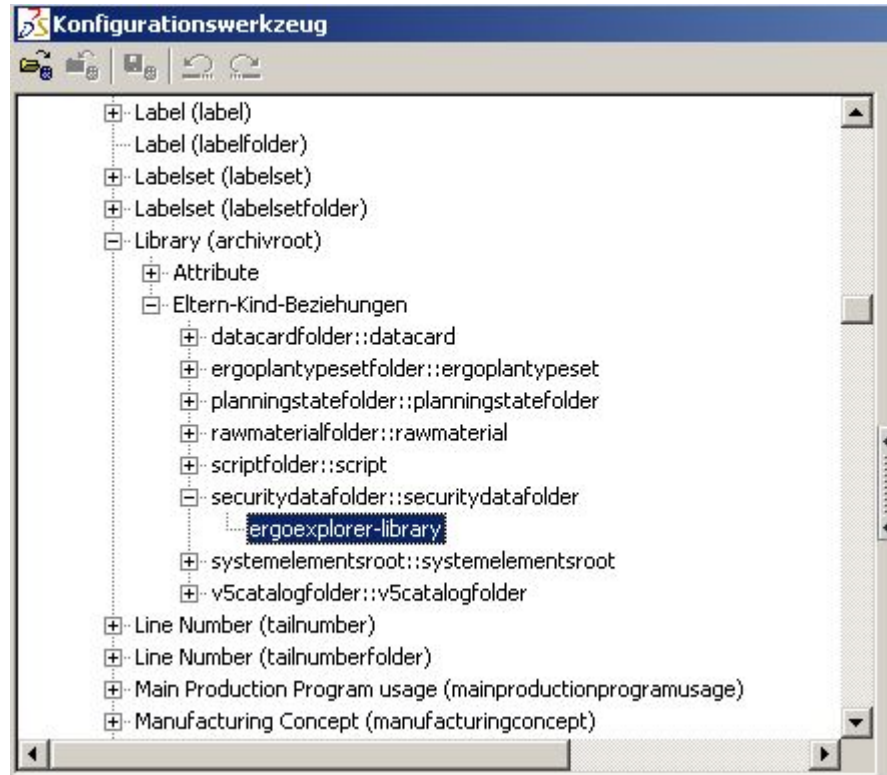 Konfigurationswerkzeug
Label (label)
Label (labelfolder)
Labelset (labelset)
Labelset (labelsetfolder)
Library (archivroot)
Attribute
Eltern-Kind-Beziehungen
datacardfolder::datacard
ergoplantypesetfolder::ergoplantypeset
planningstatefolder::planningstatefolder
rawmaterialfolder::rawmaterial
scriptfolder::script
securitydatafolder::securitydatafolder
ergoexplorer-library
systemelementsroot::systemelementsroot
v5catalogfolder::v5catalogfolder
Line Number (tailnumber)
Line Number (tailnumberfolder)
Main Production Program usage (mainproductionprogramusage)
Manufacturing Concept (manufacturingconcept)